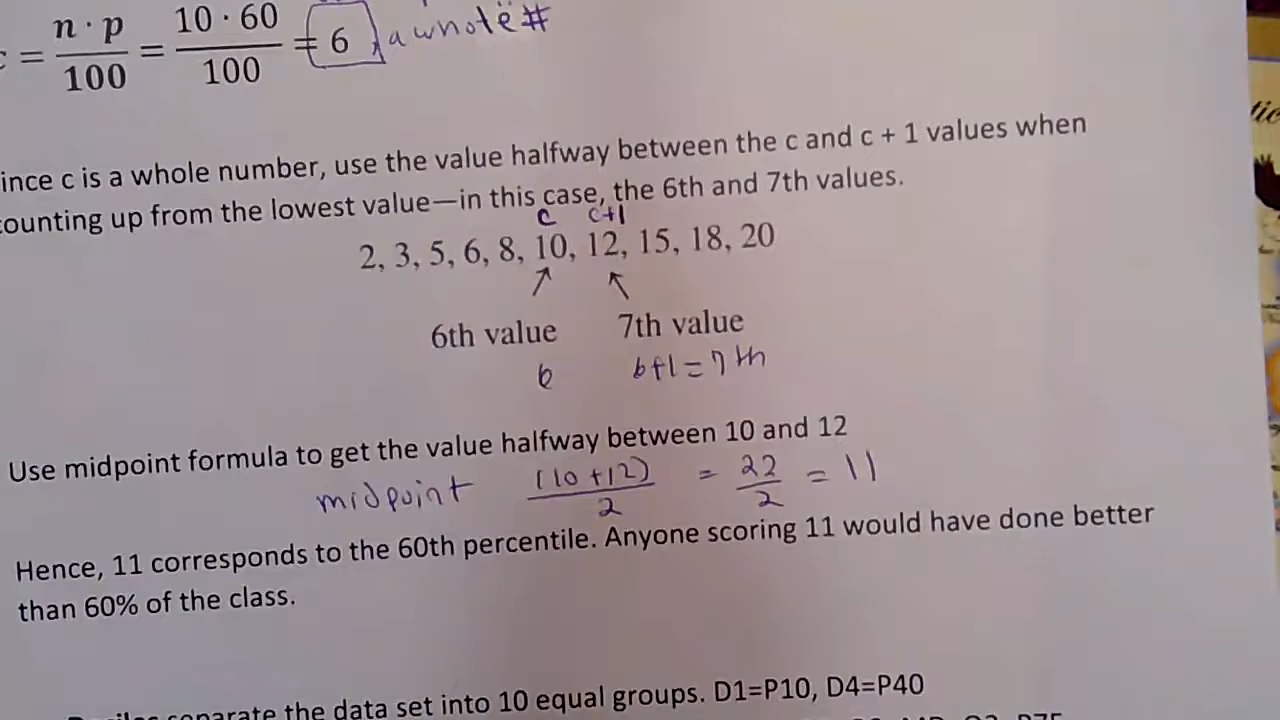 = n · p / 100 = 10 · 60 / 100 = 6 a whole #
ince c is a whole number, use the value halfway between the c and c + 1 values when
ounting up from the lowest value—in this case, the 6th and 7th values.
c c+1
2, 3, 5, 6, 8, 10, 12, 15, 18, 20
6th value 7th value
6 6+1=7th
Use midpoint formula to get the value halfway between 10 and 12
midpoint (10+12) / 2 = 22 / 2 = 11
Hence, 11 corresponds to the 60th percentile. Anyone scoring 11 would have done better
than 60% of the class.
separate the data set into 10 equal groups. D1=P10, D4=P40